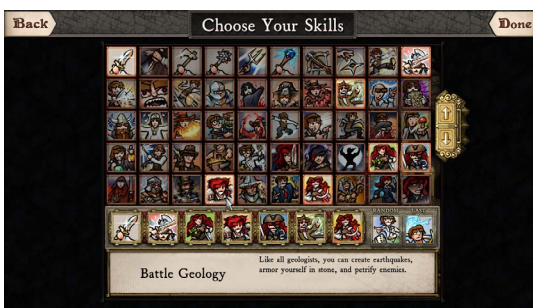 Back
Choose Your Skills
Done
RANDOM
LAST
Battle Geology
Like all geologists, you can create earthquakes,
armor yourself in stone, and petrify enemies.